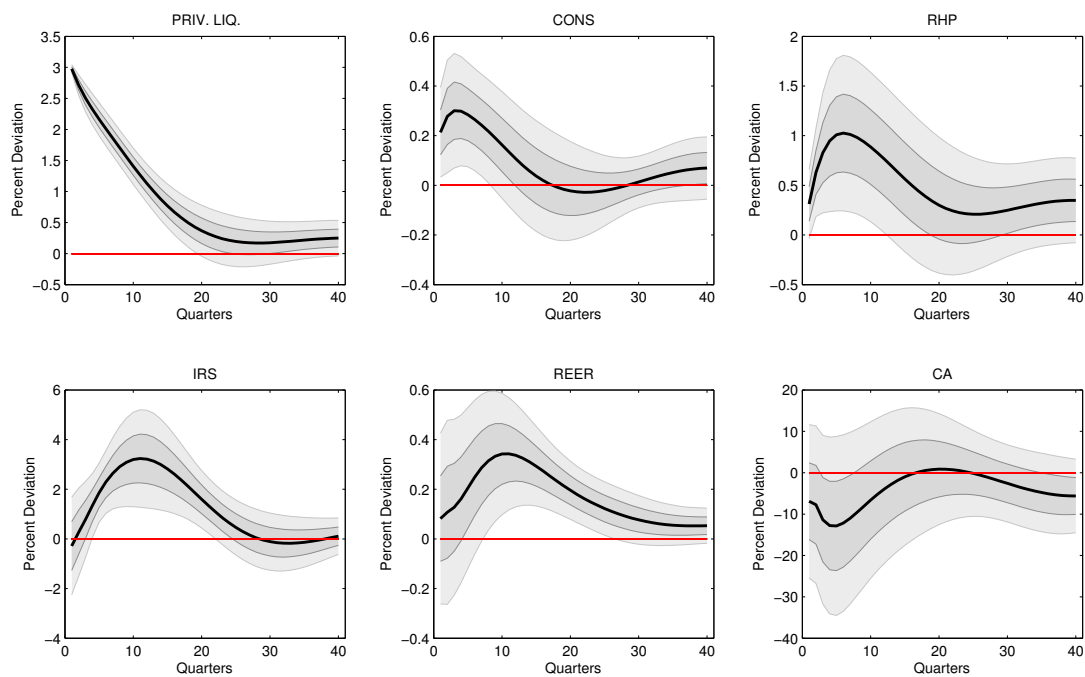 PRIV. LIQ.
Percent Deviation
3.5
3
2.5
2
1.5
1
0.5
0
−0.5
0 10 20 30 40
Quarters
CONS
Percent Deviation
0.6
0.4
0.2
0
−0.2
−0.4
0 10 20 30 40
Quarters
RHP
Percent Deviation
2
1.5
1
0.5
0
−0.5
0 10 20 30 40
Quarters
IRS
Percent Deviation
6
4
2
0
−2
−4
0 10 20 30 40
Quarters
REER
Percent Deviation
0.6
0.4
0.2
0
−0.2
−0.4
0 10 20 30 40
Quarters
CA
Percent Deviation
20
10
0
−10
−20
−30
−40
0 10 20 30 40
Quarters